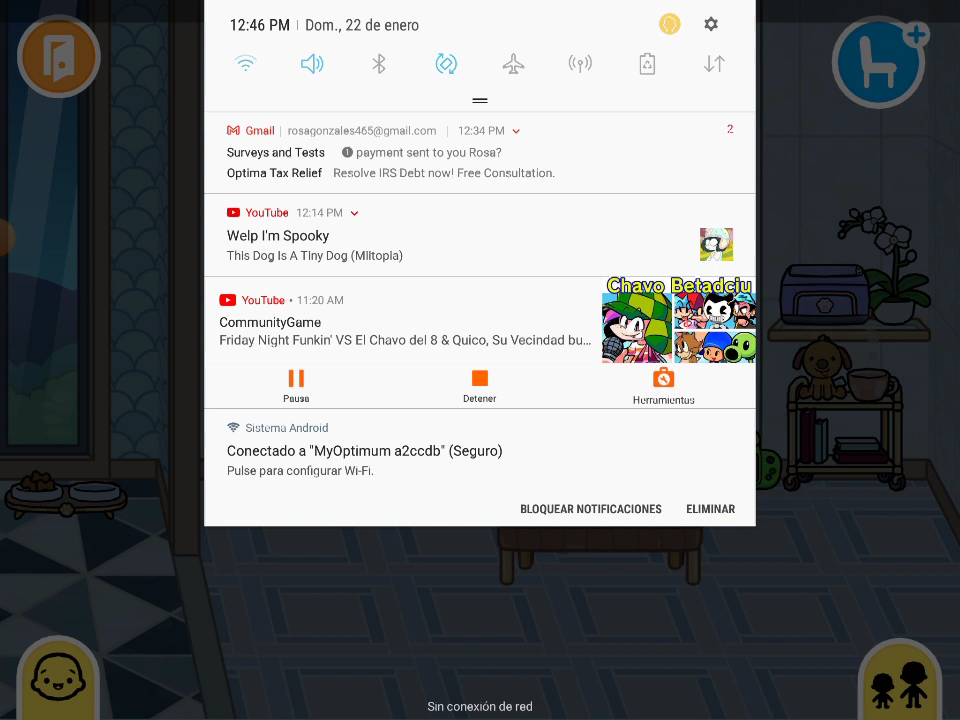 12:46 PM Dom., 22 de enero
Gmail rosagonzales465@gmail.com 12:34 PM 2
Surveys and Tests ! payment sent to you Rosa?
Optima Tax Relief Resolve IRS Debt now! Free Consultation.
YouTube 12:14 PM
Welp I'm Spooky
This Dog Is A Tiny Dog (Miitopia)
YouTube • 11:20 AM
CommunityGame
Friday Night Funkin' VS El Chavo del 8 & Quico, Su Vecindad bu...
Chavo Betadciu
Pausa Detener Herramientas
Sistema Android
Conectado a "MyOptimum a2ccdb" (Seguro)
Pulse para configurar Wi-Fi.
BLOQUEAR NOTIFICACIONES ELIMINAR
Sin conexión de red